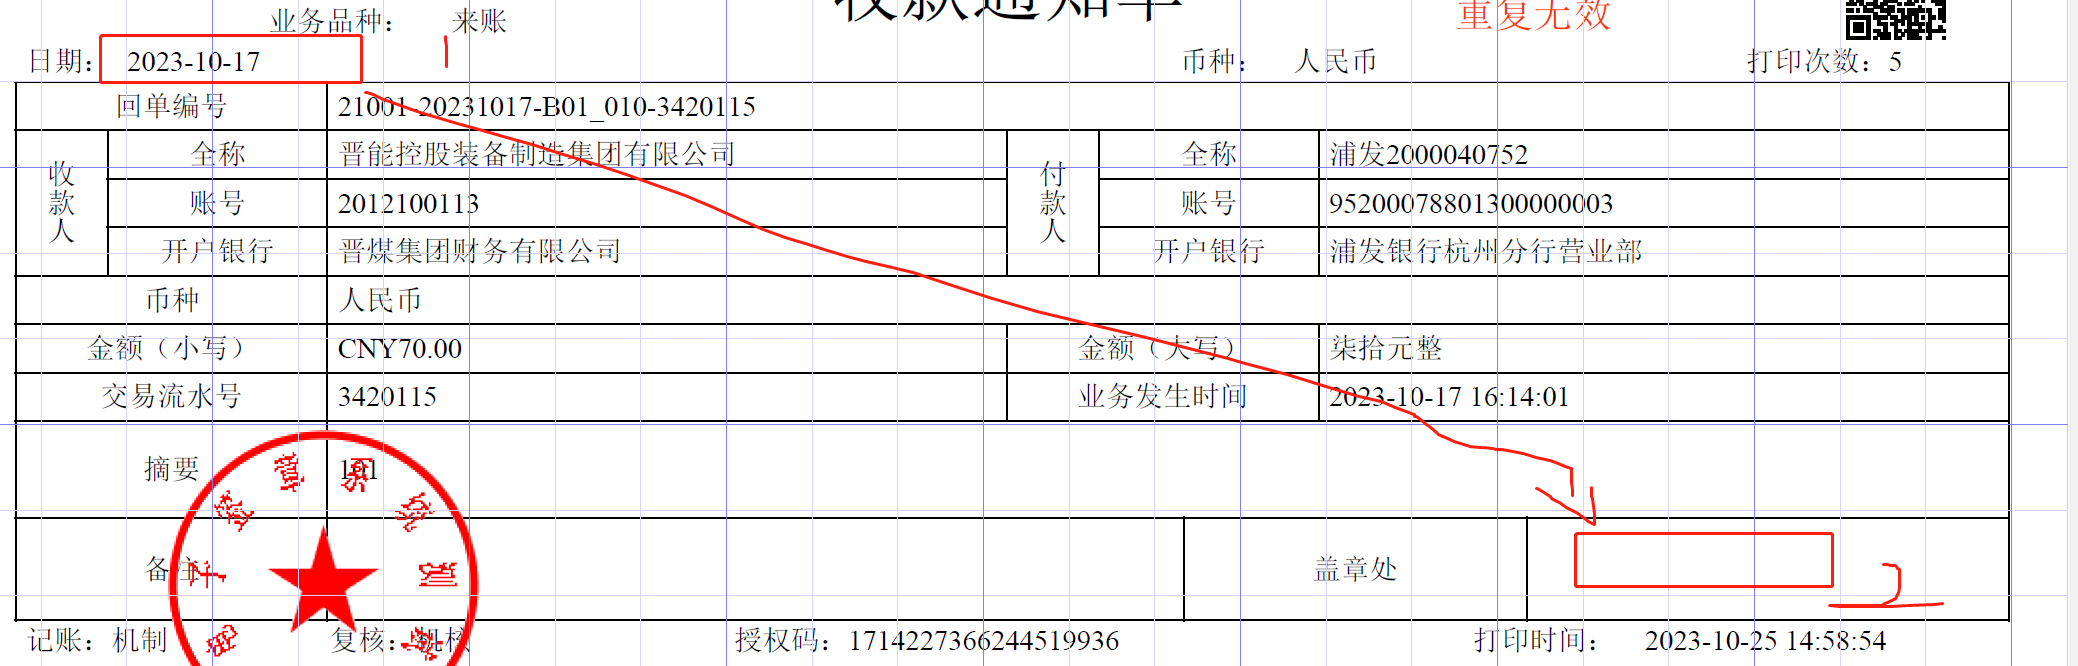 收款通知单
重复无效
业务品种： 来账
日期： 2023-10-17 1 币种： 人民币 打印次数：5
回单编号 21001-20231017-B01_010-3420115
收款人 全称 晋能控股装备制造集团有限公司 付款人 全称 浦发2000040752
账号 2012100113 账号 95200078801300000003
开户银行 晋煤集团财务有限公司 开户银行 浦发银行杭州分行营业部
币种 人民币
金额（小写） CNY70.00 金额（大写） 柒拾元整
交易流水号 3420115 业务发生时间 2023-10-17 16:14:01
摘要 101
备注 盖章处 2
记账：机制 复核：机核 授权码：1714227366244519936 打印时间： 2023-10-25 14:58:54